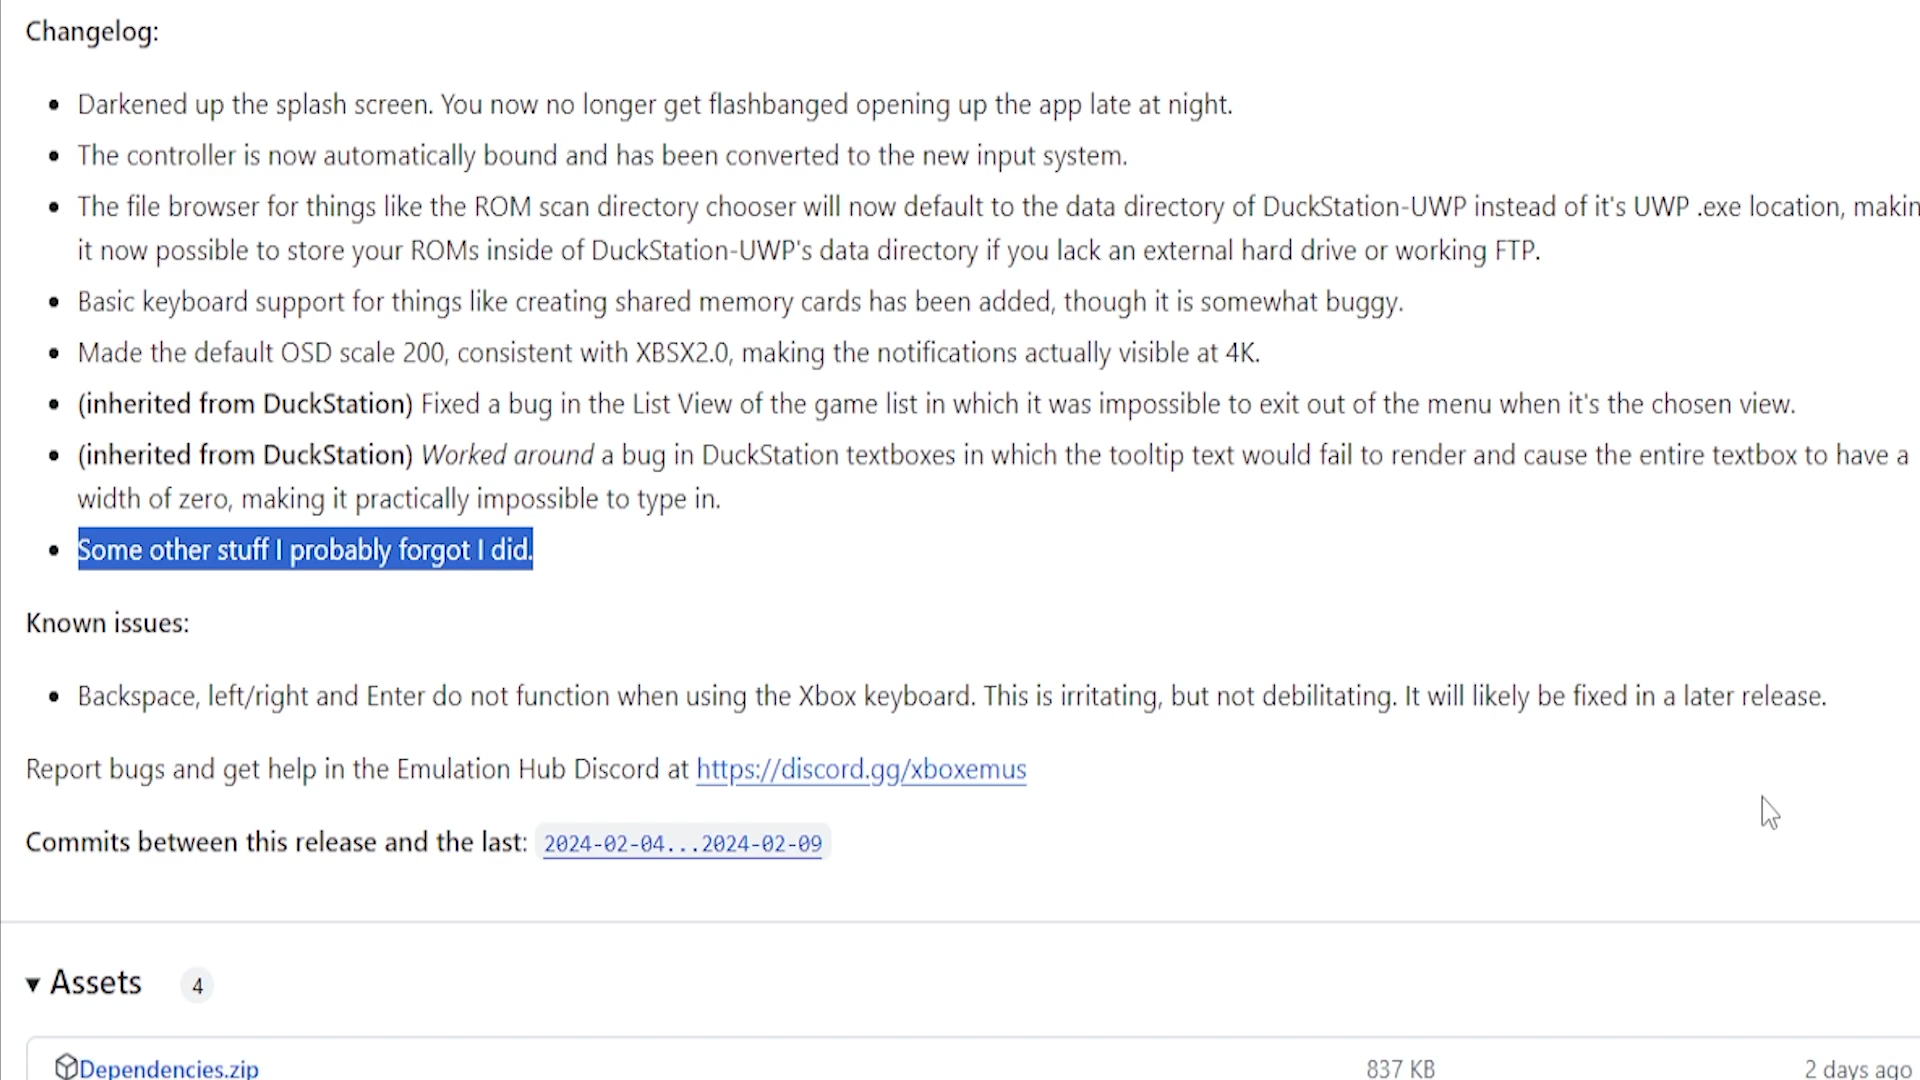 Changelog:
Darkened up the splash screen. You now no longer get flashbanged opening up the app late at night.
The controller is now automatically bound and has been converted to the new input system.
The file browser for things like the ROM scan directory chooser will now default to the data directory of DuckStation-UWP instead of it's UWP .exe location, makin
it now possible to store your ROMs inside of DuckStation-UWP's data directory if you lack an external hard drive or working FTP.
Basic keyboard support for things like creating shared memory cards has been added, though it is somewhat buggy.
Made the default OSD scale 200, consistent with XBSX2.0, making the notifications actually visible at 4K.
(inherited from DuckStation) Fixed a bug in the List View of the game list in which it was impossible to exit out of the menu when it's the chosen view.
(inherited from DuckStation) Worked around a bug in DuckStation textboxes in which the tooltip text would fail to render and cause the entire textbox to have a
width of zero, making it practically impossible to type in.
Some other stuff I probably forgot I did.
Known issues:
Backspace, left/right and Enter do not function when using the Xbox keyboard. This is irritating, but not debilitating. It will likely be fixed in a later release.
Report bugs and get help in the Emulation Hub Discord at https://discord.gg/xboxemus
Commits between this release and the last: 2024-02-04...2024-02-09
Assets 4
Dependencies.zip 837 KB 2 days ago